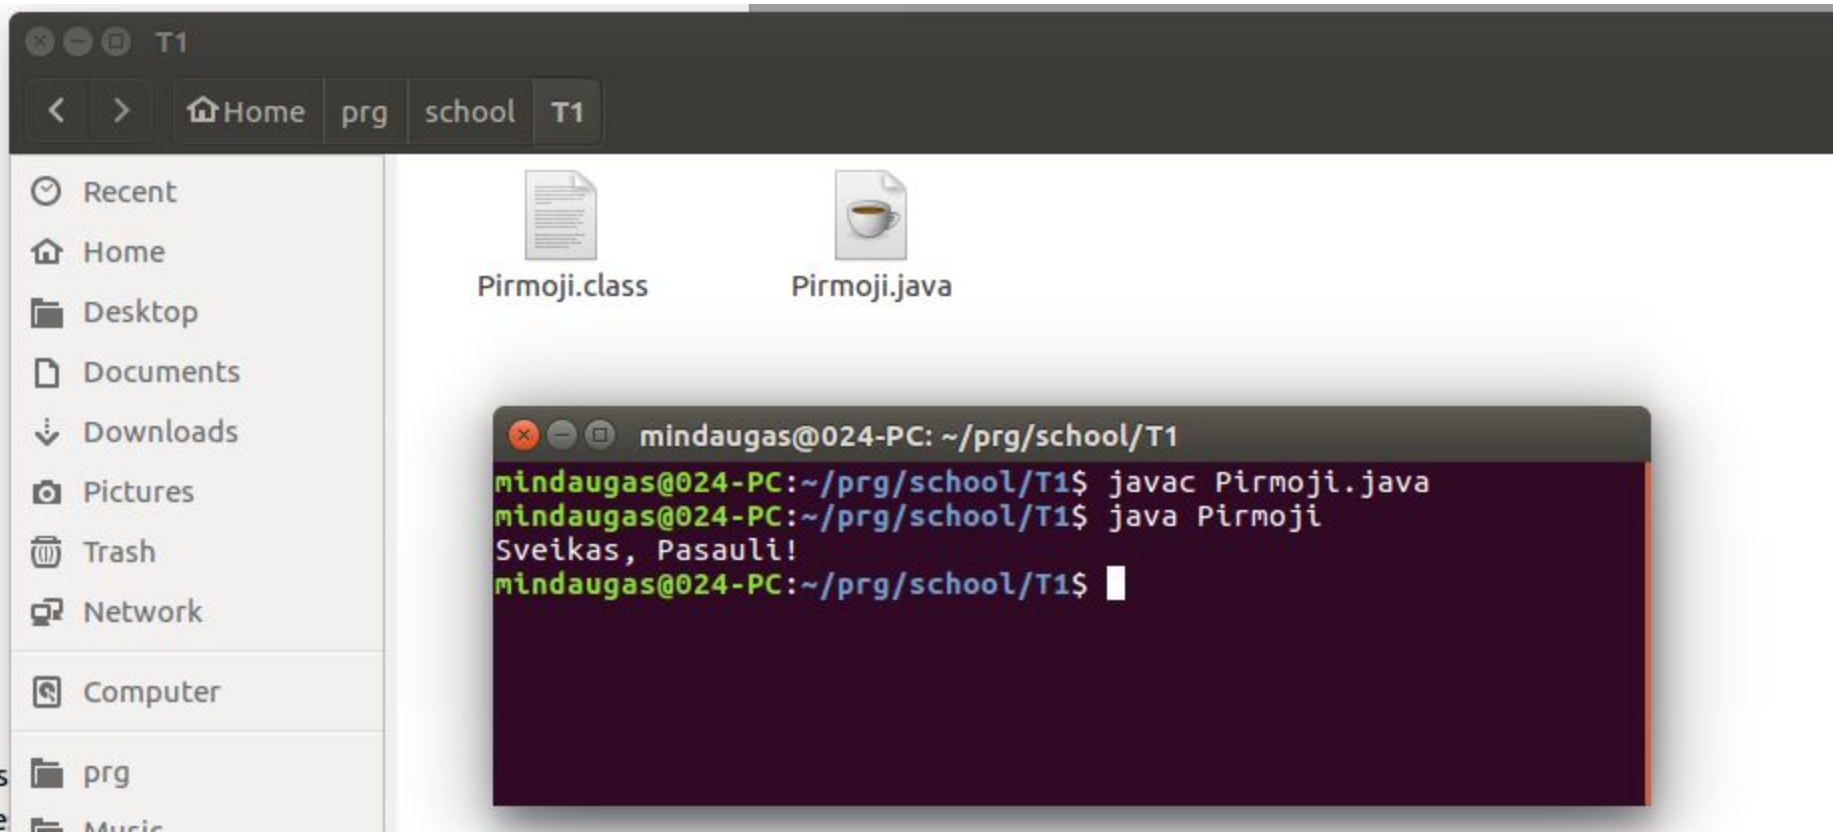 T1
Home prg school T1
Recent
Home
Desktop
Documents
Downloads
Pictures
Trash
Network
Computer
prg
Music
Pirmoji.class
Pirmoji.java
mindaugas@024-PC: ~/prg/school/T1
mindaugas@024-PC:~/prg/school/T1$ javac Pirmoji.java
mindaugas@024-PC:~/prg/school/T1$ java Pirmoji
Sveikas, Pasauli!
mindaugas@024-PC:~/prg/school/T1$